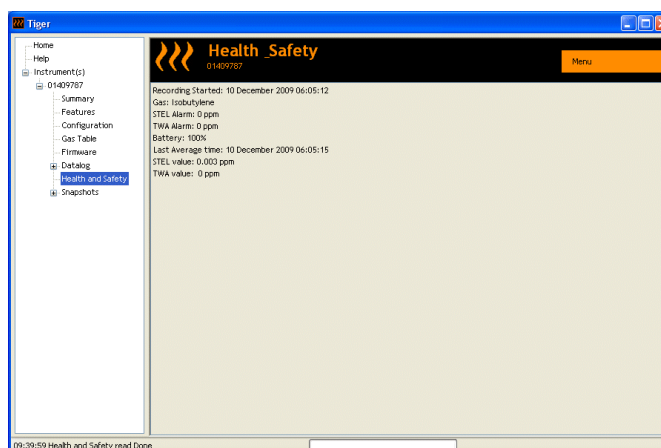 Tiger
Home
Help
Instrument(s)
01409787
Summary
Features
Configuration
Gas Table
Firmware
Datalog
Health and Safety
Snapshots
Health _Safety
01409787
Menu
Recording Started: 10 December 2009 06:05:12
Gas: Isobutylene
STEL Alarm: 0 ppm
TWA Alarm: 0 ppm
Battery: 100%
Last Average time: 10 December 2009 06:05:15
STEL value: 0.003 ppm
TWA value:  0 ppm
09:39:59 Health and Safety read Done